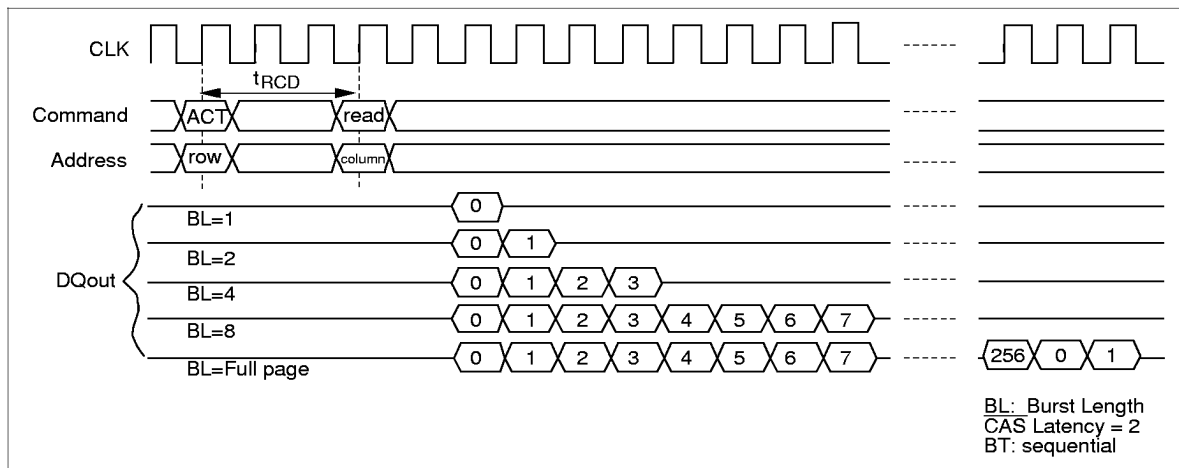 CLK
tRCD
Command ACT read
Address row column
DQout
0
BL=1
0 1
BL=2
0 1 2 3
BL=4
0 1 2 3 4 5 6 7
BL=8
0 1 2 3 4 5 6 7 256 0 1
BL=Full page
BL: Burst Length
CAS Latency = 2
BT: sequential